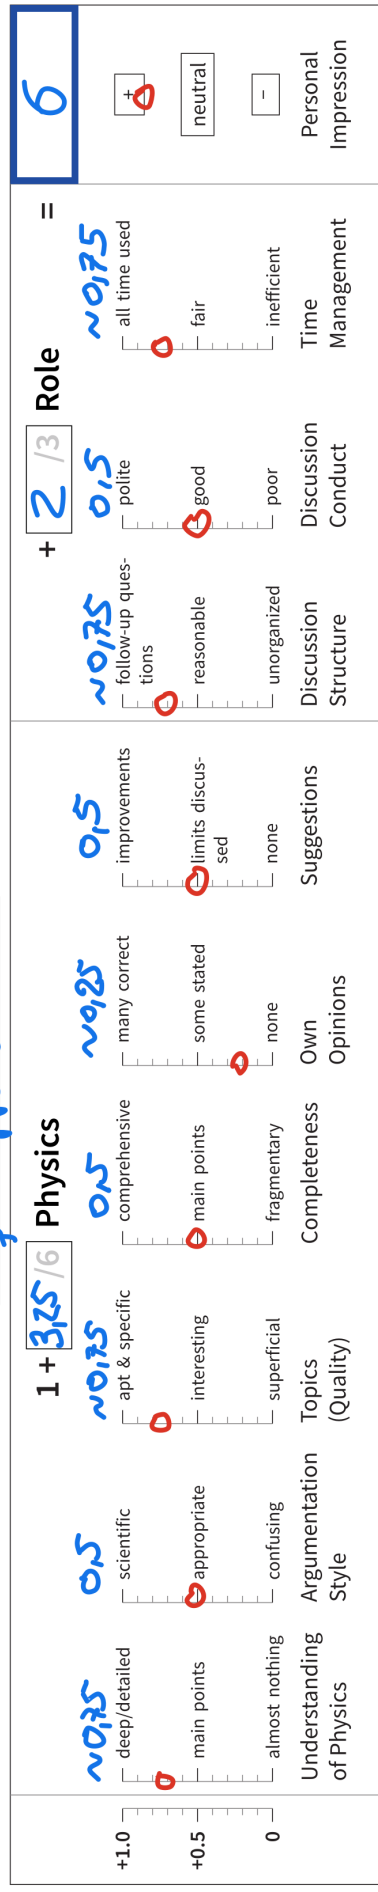 1 + 3,25 /6 Physics
+ 2 /3 Role
=
6
~0,75
0,5
~0,75
0,5
~0,25
0,5
~0,75
0,5
~0,75
+1.0
+0.5
0
deep/detailed
main points
almost nothing
Understanding
of Physics
scientific
appropriate
confusing
Argumentation
Style
apt & specific
interesting
superficial
Topics
(Quality)
comprehensive
main points
fragmentary
Completeness
many correct
some stated
none
Own
Opinions
improvements
limits discus-
sed
none
Suggestions
follow-up ques-
tions
reasonable
unorganized
Discussion
Structure
polite
good
poor
Discussion
Conduct
all time used
fair
inefficient
Time
Management
+
neutral
−
Personal
Impression